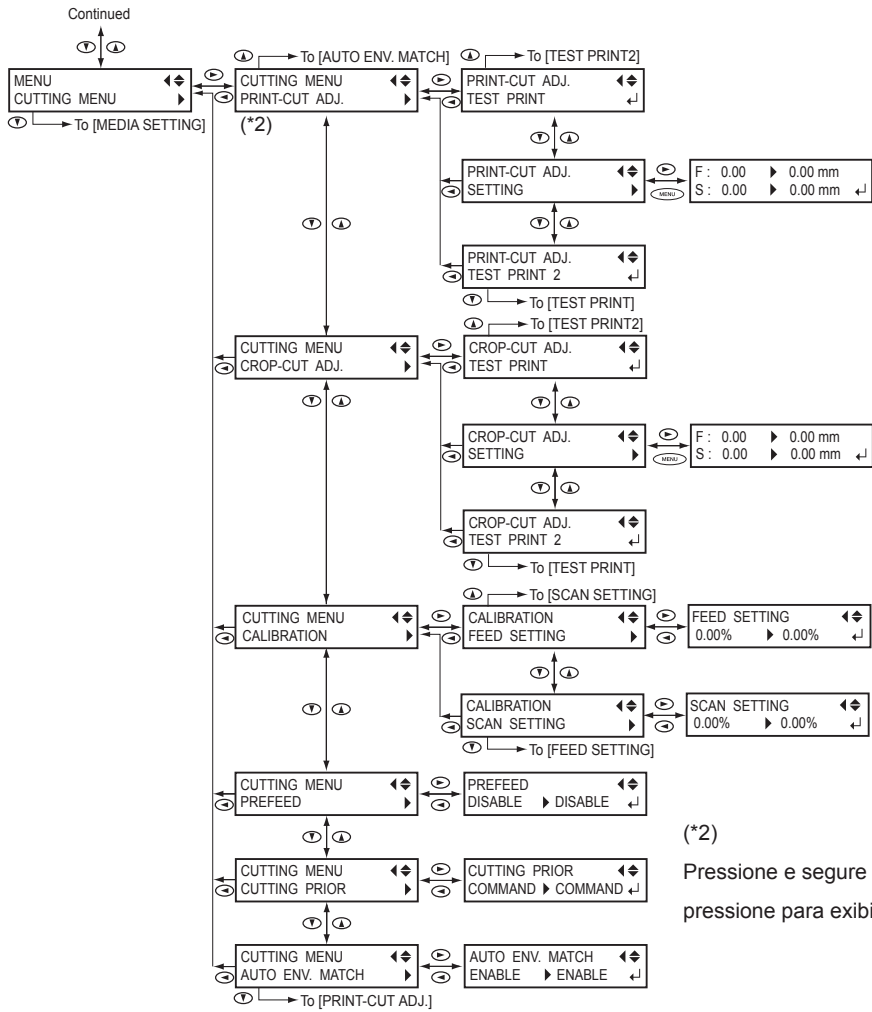 Continued
To [AUTO ENV. MATCH]
To [TEST PRINT2]
MENU
CUTTING MENU
To [MEDIA SETTING]
CUTTING MENU
PRINT-CUT ADJ.
(*2)
PRINT-CUT ADJ.
TEST PRINT
PRINT-CUT ADJ.
SETTING
MENU
F : 0.00 0.00 mm
S : 0.00 0.00 mm
PRINT-CUT ADJ.
TEST PRINT 2
To [TEST PRINT]
To [TEST PRINT2]
CUTTING MENU
CROP-CUT ADJ.
CROP-CUT ADJ.
TEST PRINT
CROP-CUT ADJ.
SETTING
MENU
F : 0.00 0.00 mm
S : 0.00 0.00 mm
CROP-CUT ADJ.
TEST PRINT 2
To [TEST PRINT]
To [SCAN SETTING]
CUTTING MENU
CALIBRATION
CALIBRATION
FEED SETTING
FEED SETTING
0.00% 0.00%
CALIBRATION
SCAN SETTING
SCAN SETTING
0.00% 0.00%
To [FEED SETTING]
CUTTING MENU
PREFEED
PREFEED
DISABLE DISABLE
CUTTING MENU
CUTTING PRIOR
CUTTING PRIOR
COMMAND COMMAND
CUTTING MENU
AUTO ENV. MATCH
AUTO ENV. MATCH
ENABLE ENABLE
To [PRINT-CUT ADJ.]
(*2)
Pressione e segure
pressione para